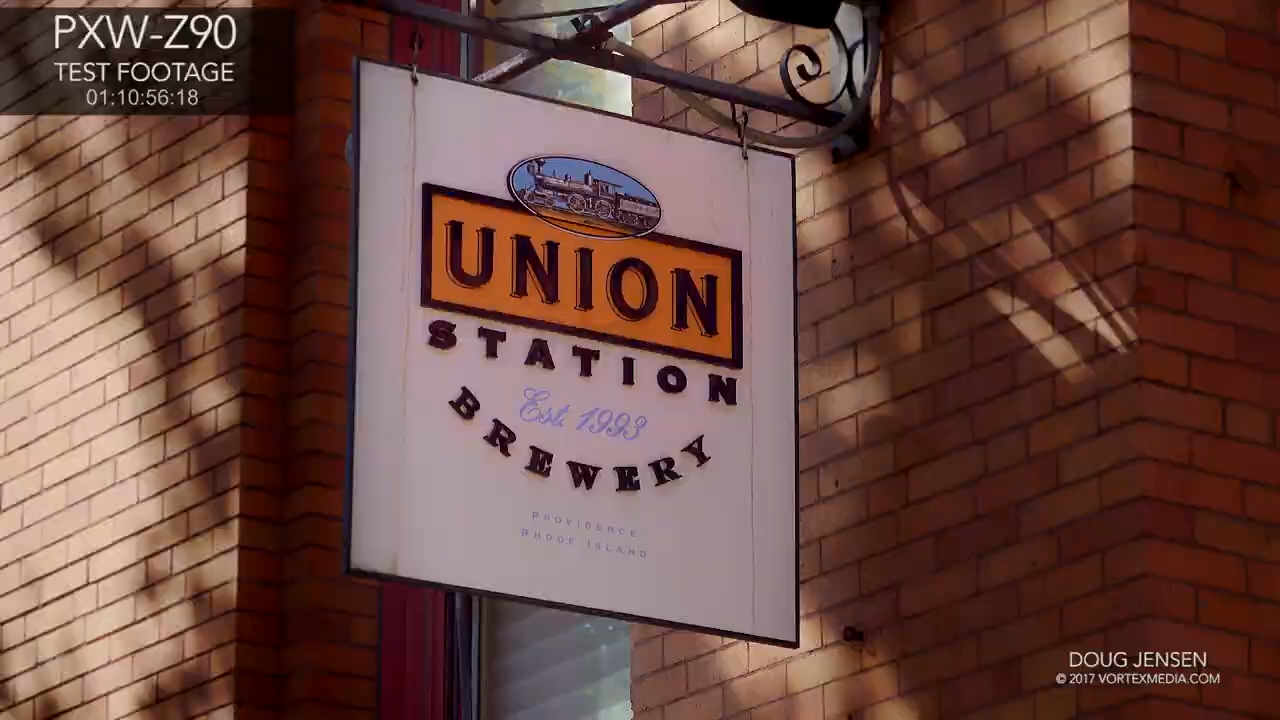 PXW-Z90
TEST FOOTAGE
01:10:56:18
UNION
STATION
Est. 1993
BREWERY
PROVIDENCE
RHODE ISLAND
DOUG JENSEN
© 2017 VORTEXMEDIA.COM